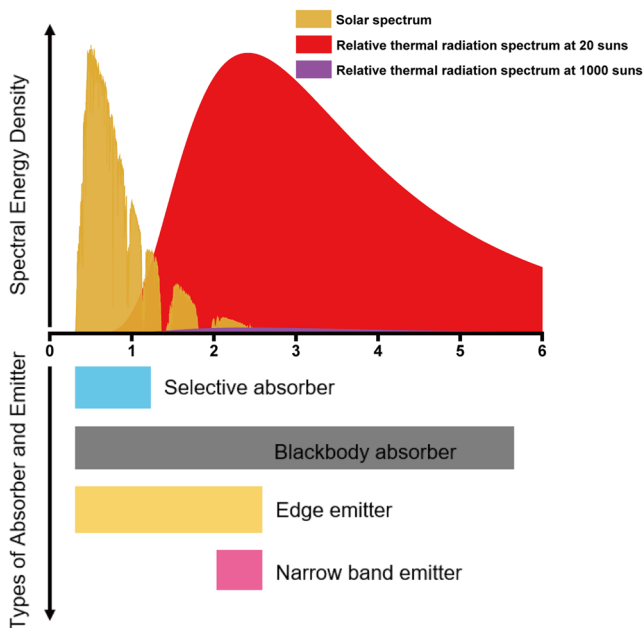 Solar spectrum
Relative thermal radiation spectrum at 20 suns
Relative thermal radiation spectrum at 1000 suns
Spectral Energy Density
0 1 2 3 4 5 6
Types of Absorber and Emitter
Selective absorber
Blackbody absorber
Edge emitter
Narrow band emitter